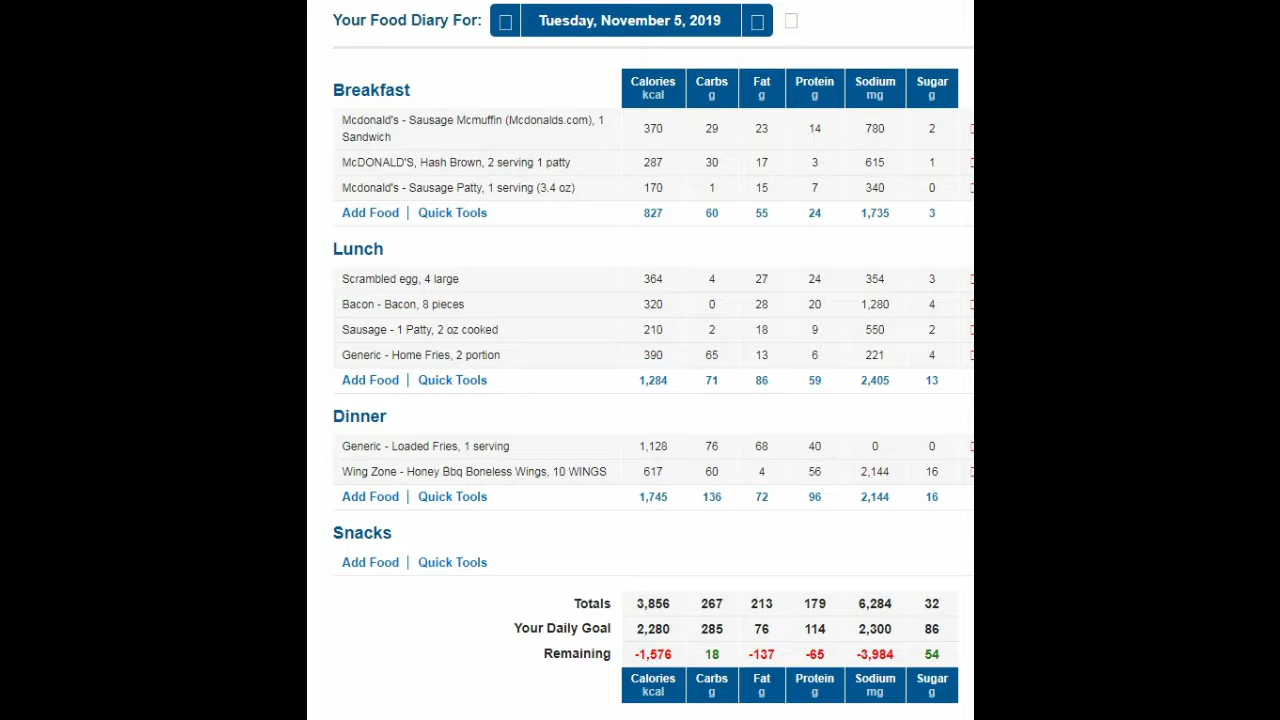 Your Food Diary For: Tuesday, November 5, 2019
Breakfast Calories Carbs Fat Protein Sodium Sugar
kcal g g g mg g
Mcdonald's - Sausage Mcmuffin (Mcdonalds.com), 1
Sandwich 370 29 23 14 780 2
McDONALD'S, Hash Brown, 2 serving 1 patty 287 30 17 3 615 1
Mcdonald's - Sausage Patty, 1 serving (3.4 oz) 170 1 15 7 340 0
Add Food | Quick Tools 827 60 55 24 1,735 3
Lunch
Scrambled egg, 4 large 364 4 27 24 354 3
Bacon - Bacon, 8 pieces 320 0 28 20 1,280 4
Sausage - 1 Patty, 2 oz cooked 210 2 18 9 550 2
Generic - Home Fries, 2 portion 390 65 13 6 221 4
Add Food | Quick Tools 1,284 71 86 59 2,405 13
Dinner
Generic - Loaded Fries, 1 serving 1,128 76 68 40 0 0
Wing Zone - Honey Bbq Boneless Wings, 10 WINGS 617 60 4 56 2,144 16
Add Food | Quick Tools 1,745 136 72 96 2,144 16
Snacks
Add Food | Quick Tools
Totals 3,856 267 213 179 6,284 32
Your Daily Goal 2,280 285 76 114 2,300 86
Remaining -1,576 18 -137 -65 -3,984 54
Calories Carbs Fat Protein Sodium Sugar
kcal g g g mg g